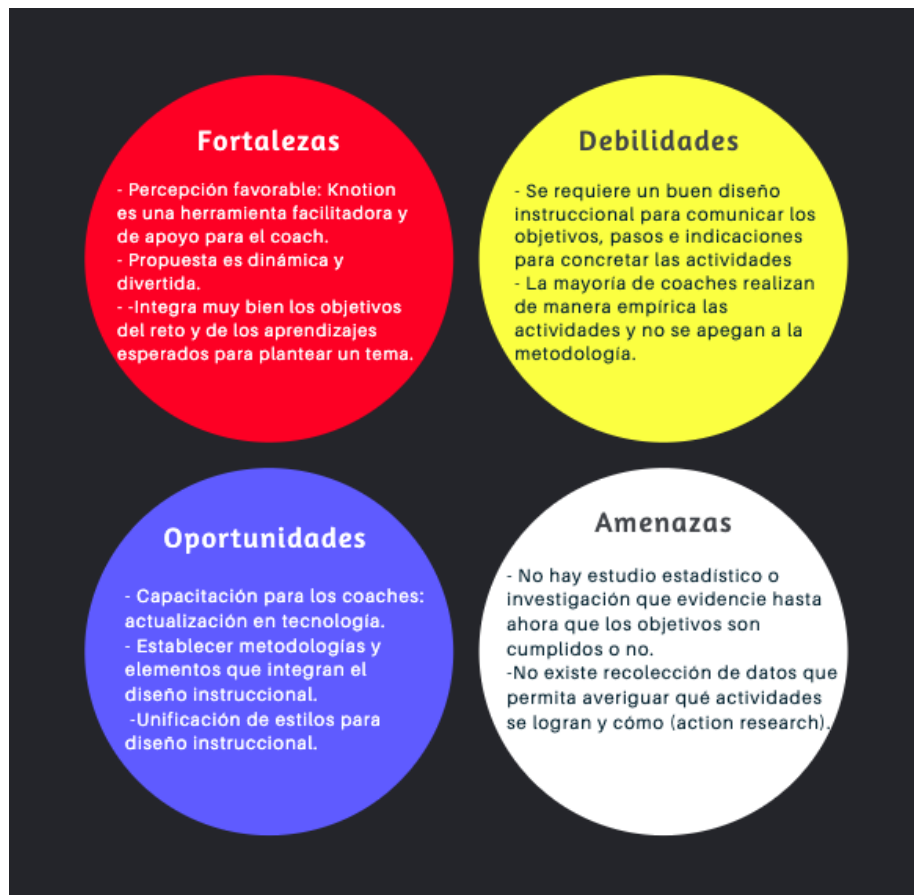 Fortalezas
- Percepción favorable: Knotion
es una herramienta facilitadora y
de apoyo para el coach.
- Propuesta es dinámica y
divertida.
- -Integra muy bien los objetivos
del reto y de los aprendizajes
esperados para plantear un tema.
Debilidades
- Se requiere un buen diseño
instruccional para comunicar los
objetivos, pasos e indicaciones
para concretar las actividades
- La mayoría de coaches realizan
de manera empírica las
actividades y no se apegan a la
metodología.
Oportunidades
- Capacitación para los coaches:
actualización en tecnología.
- Establecer metodologías y
elementos que integran el
diseño instruccional.
-Unificación de estilos para
diseño instruccional.
Amenazas
- No hay estudio estadístico o
investigación que evidencie hasta
ahora que los objetivos son
cumplidos o no.
-No existe recolección de datos que
permita averiguar qué actividades
se logran y cómo (action research).